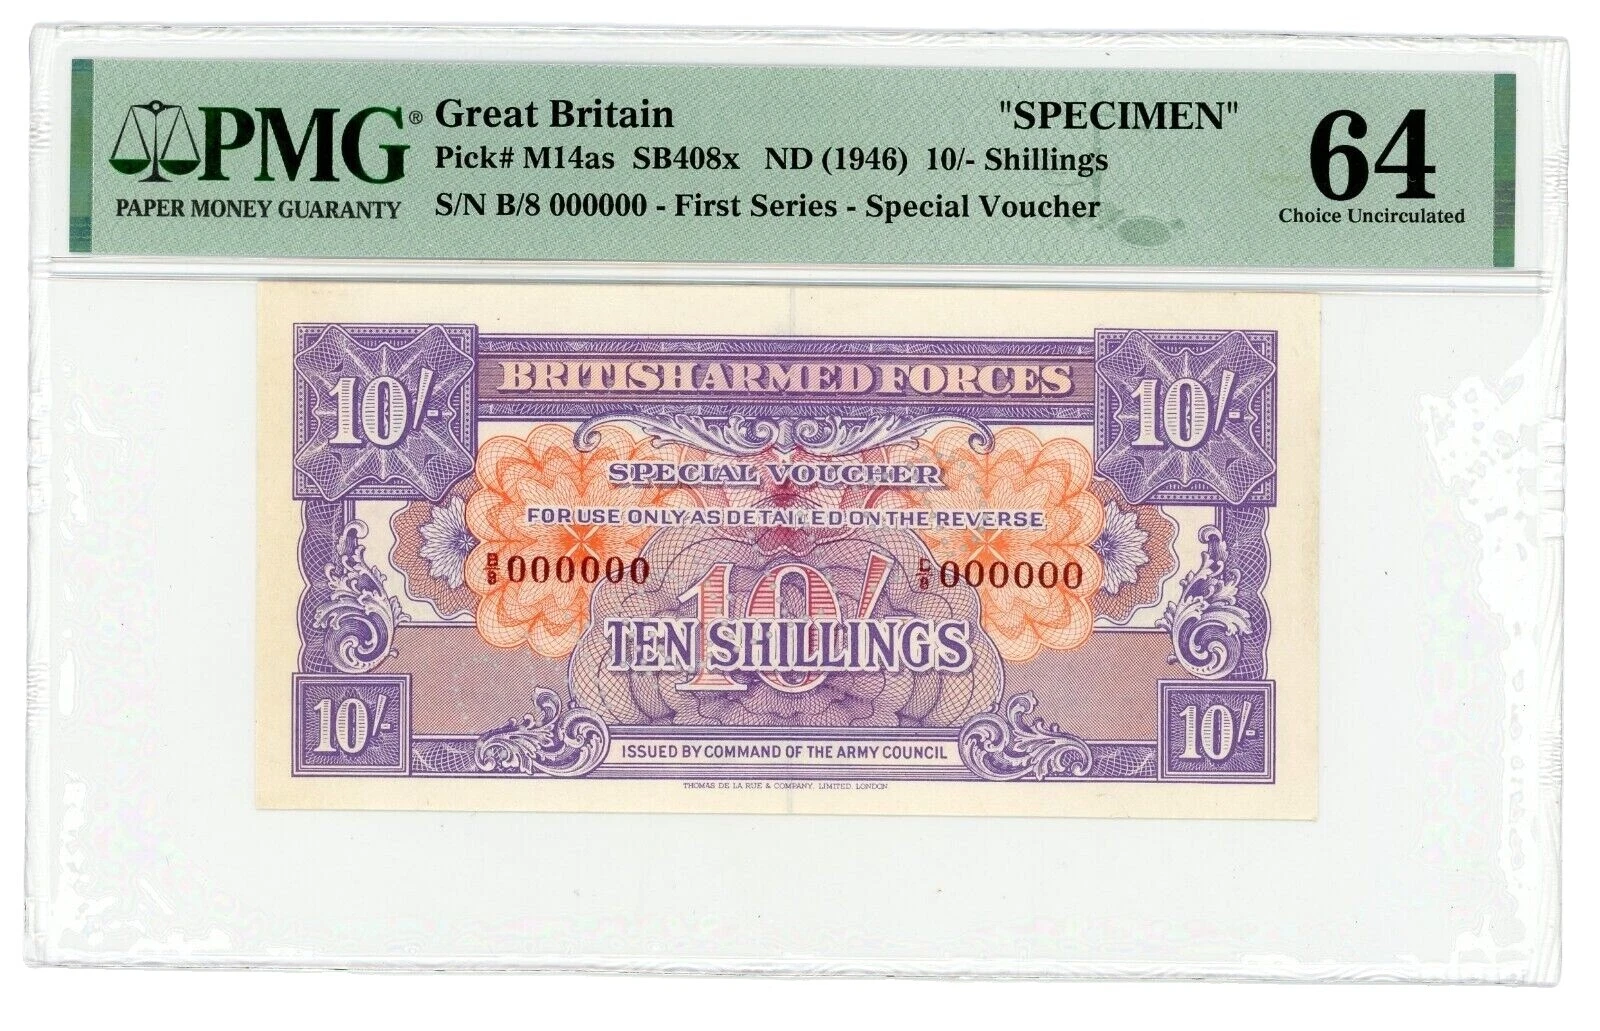 PMG®
PAPER MONEY GUARANTY
Great Britain "SPECIMEN"
Pick# M14as SB408x ND (1946) 10/- Shillings
S/N B/8 000000 - First Series - Special Voucher
64
Choice Uncirculated
10/- 10/-
BRITISH ARMED FORCES
SPECIAL VOUCHER
FOR USE ONLY AS DETAILED ON THE REVERSE
000000 000000
10/-
TEN SHILLINGS
10/- 10/-
ISSUED BY COMMAND OF THE ARMY COUNCIL
THOMAS DE LA RUE & COMPANY, LIMITED, LONDON